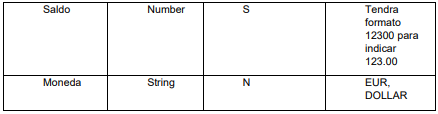 Saldo Number S Tendra
formato
12300 para
indicar
123.00
Moneda String N EUR,
DOLLAR